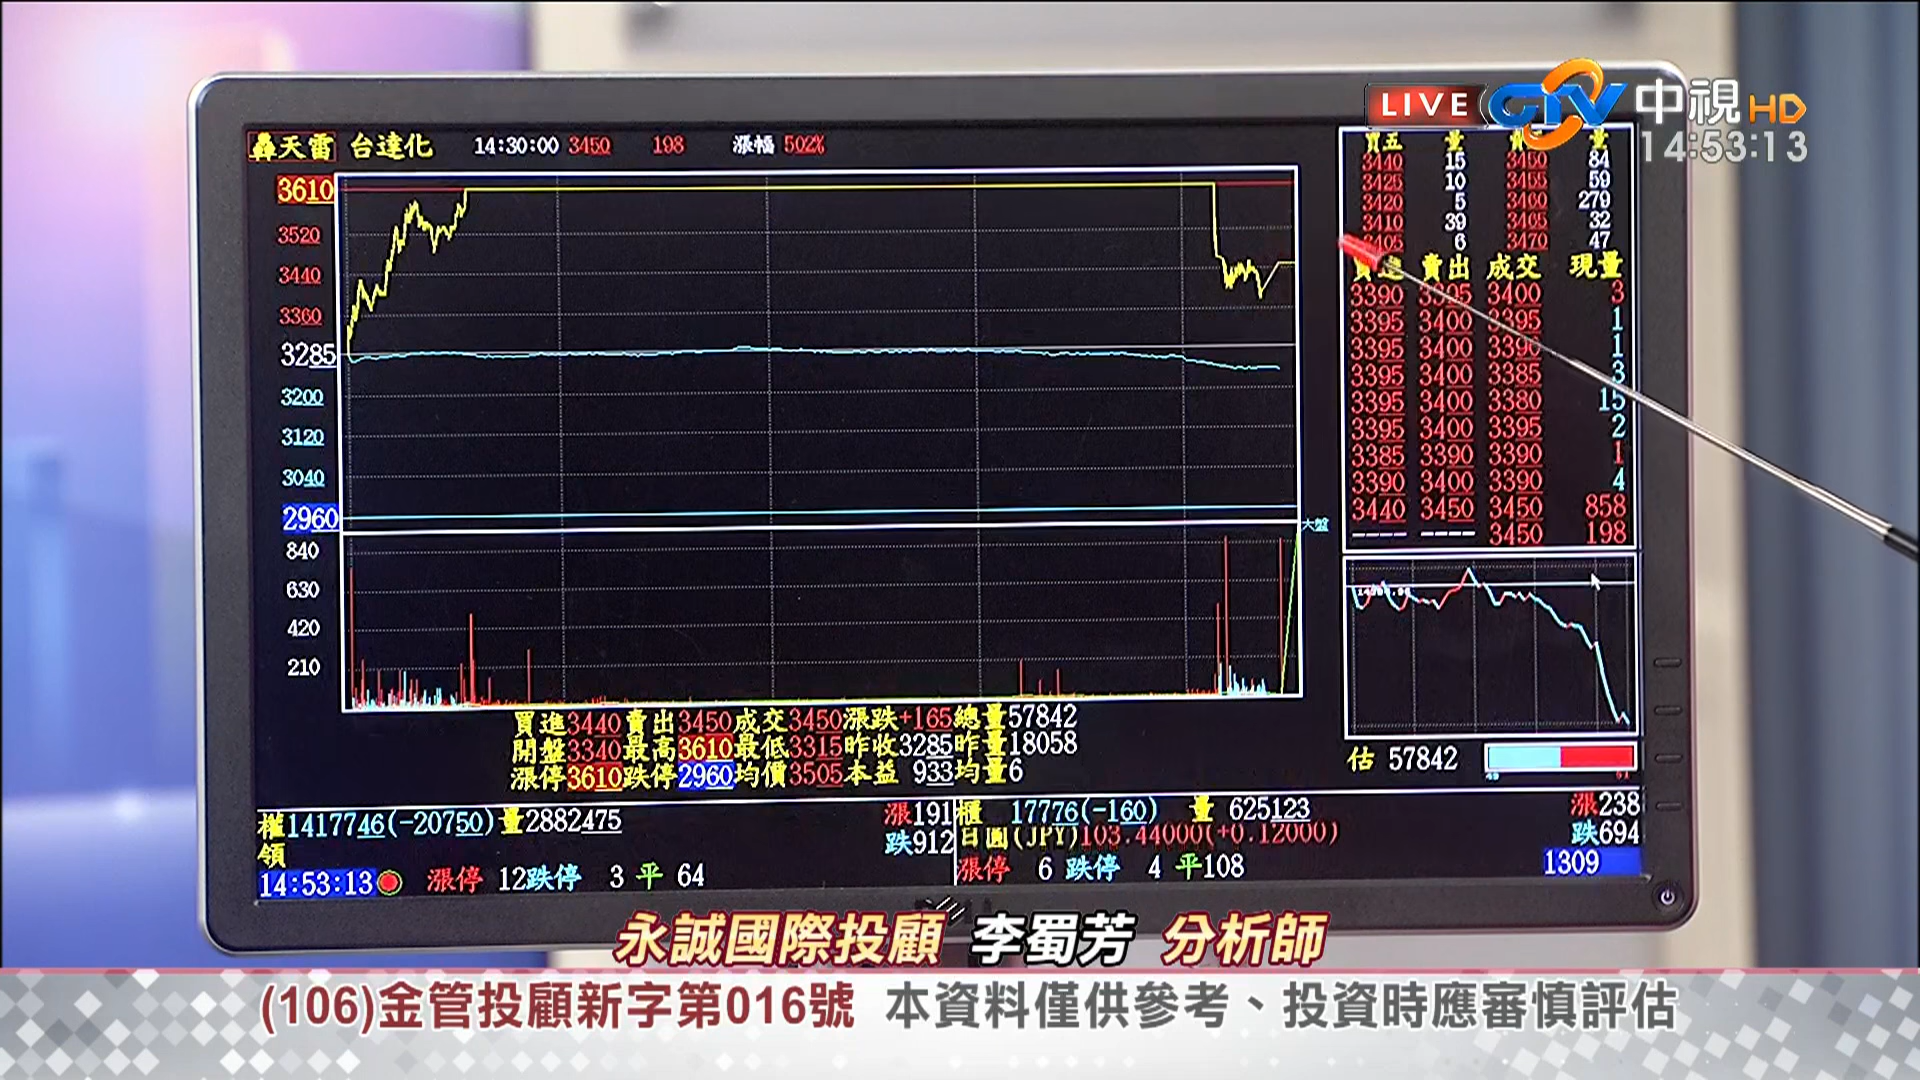 LIVE CTV 中視HD
14:53:13
轟天雷 台達化 14:30:00 3450 198 漲幅 502%
3610
3520
3440
3360
3285
3200
3120
3040
2960
840
630
420
210
大盤
買五 量 量
3440 15 3450 84
3425 10 3455 59
3420 5 3460 279
3410 39 3465 32
3405 6 3470 47
買進 賣出 成交 現量
3390 3395 3400 3
3395 3400 3395 1
3395 3400 3390 1
3395 3400 3385 3
3395 3400 3380 15
3395 3400 3395 2
3385 3390 3390 1
3390 3400 3390 4
3440 3450 3450 858
---- ---- 3450 198
估 57842
49 51
買進3440賣出3450成交3450漲跌+165總量57842
開盤3340最高3610最低3315昨收3285昨量18058
漲停3610跌停2960均價3505本益 933均量6
權1417746(-20750)量2882475 漲191
跌912
領
14:53:13 漲停 12跌停 3 平 64
櫃 17776(-160) 量 625123 漲238
日圓(JPY)103.44000(+0.12000) 跌694
漲停 6 跌停 4 平108 1309
永誠國際投顧 李蜀芳 分析師
(106)金管投顧新字第016號 本資料僅供參考、投資時應審慎評估